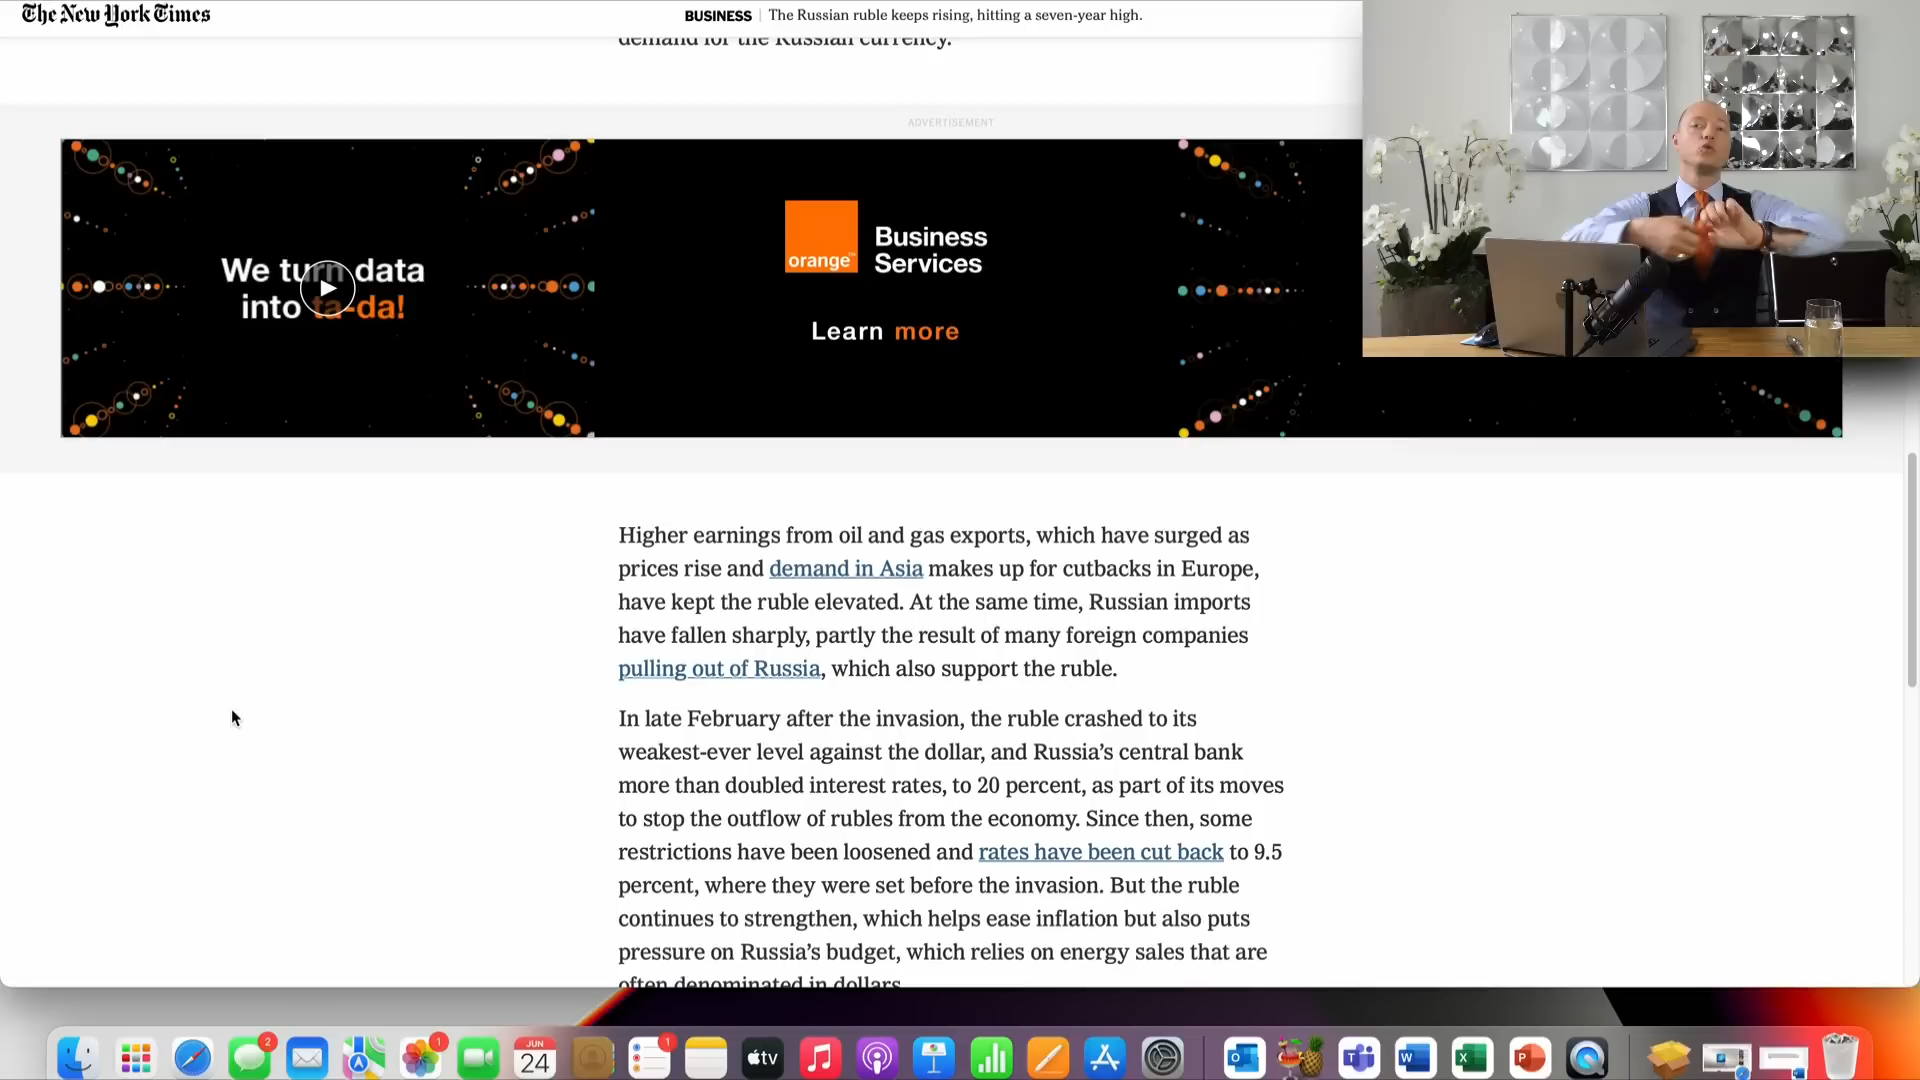 The New York Times
BUSINESS | The Russian ruble keeps rising, hitting a seven-year high.
demand for the Russian currency.
ADVERTISEMENT
We turn data
into ta-da!
orange™
Business
Services
Learn more
Higher earnings from oil and gas exports, which have surged as
prices rise and demand in Asia makes up for cutbacks in Europe,
have kept the ruble elevated. At the same time, Russian imports
have fallen sharply, partly the result of many foreign companies
pulling out of Russia, which also support the ruble.
In late February after the invasion, the ruble crashed to its
weakest-ever level against the dollar, and Russia’s central bank
more than doubled interest rates, to 20 percent, as part of its moves
to stop the outflow of rubles from the economy. Since then, some
restrictions have been loosened and rates have been cut back to 9.5
percent, where they were set before the invasion. But the ruble
continues to strengthen, which helps ease inflation but also puts
pressure on Russia’s budget, which relies on energy sales that are
often denominated in dollars.
2
1
JUN
24
1
tv
O
T
W
X
P